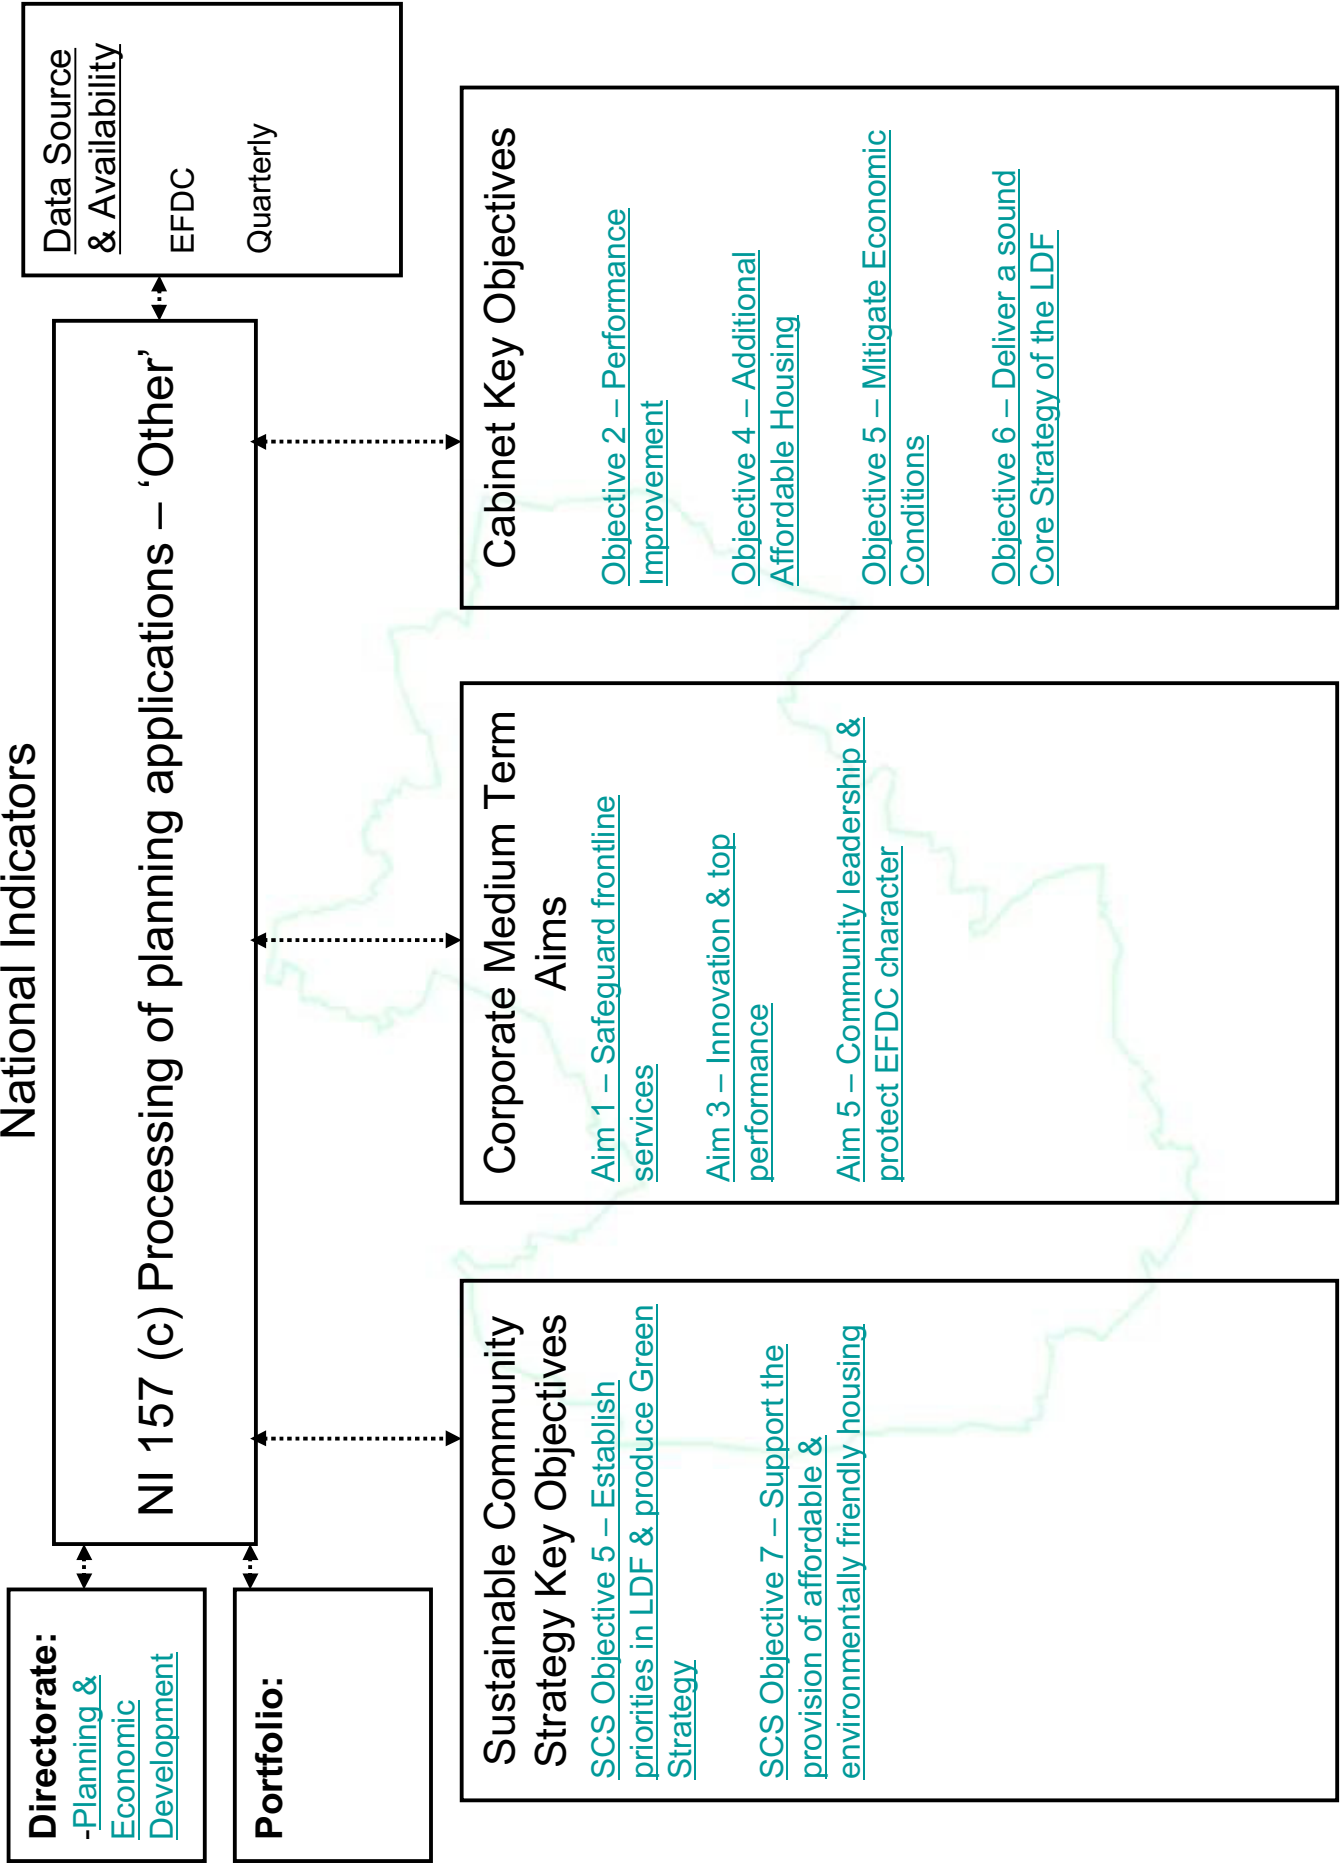 National Indicators
Directorate:
-Planning &
Economic
Development
Portfolio:
NI 157 (c) Processing of planning applications – ‘Other’
Data Source
& Availability
EFDC
Quarterly
Sustainable Community
Strategy Key Objectives
SCS Objective 5 – Establish
priorities in LDF & produce Green
Strategy
SCS Objective 7 – Support the
provision of affordable &
environmentally friendly housing
Corporate Medium Term
Aims
Aim 1 – Safeguard frontline
services
Aim 3 – Innovation & top
performance
Aim 5 – Community leadership &
protect EFDC character
Cabinet Key Objectives
Objective 2 – Performance
Improvement
Objective 4 – Additional
Affordable Housing
Objective 5 – Mitigate Economic
Conditions
Objective 6 – Deliver a sound
Core Strategy of the LDF